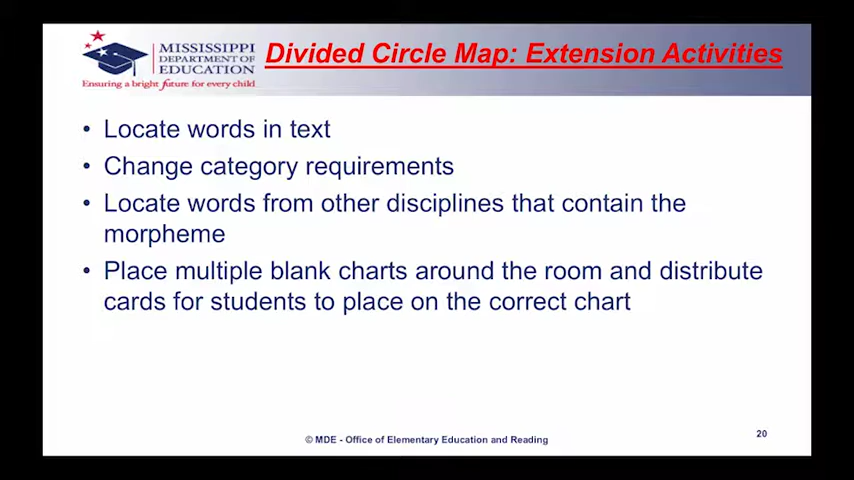 MISSISSIPPI
DEPARTMENT OF
EDUCATION
Ensuring a bright future for every child
Divided Circle Map: Extension Activities
• Locate words in text
• Change category requirements
• Locate words from other disciplines that contain the
morpheme
• Place multiple blank charts around the room and distribute
cards for students to place on the correct chart
© MDE - Office of Elementary Education and Reading
20